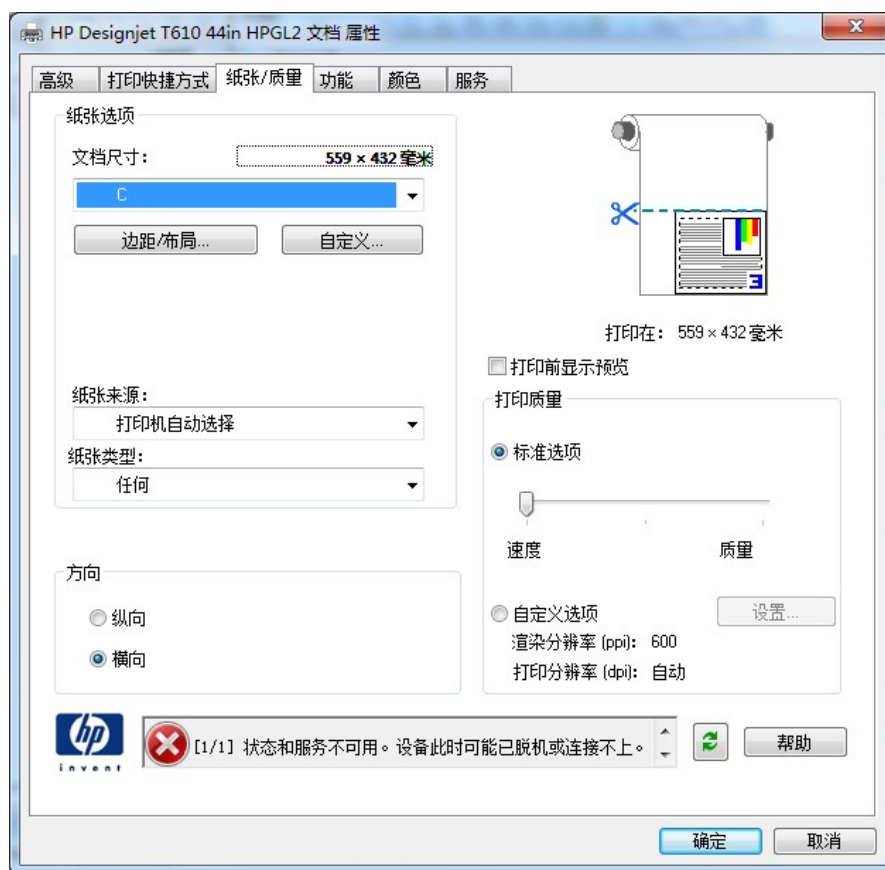 HP Designjet T610 44in HPGL2 文档 属性
高级 打印快捷方式 纸张/质量 功能 颜色 服务
纸张选项
文档尺寸: 559 × 432 毫米
C
边距/布局... 自定义...
打印在: 559 × 432 毫米
打印前显示预览
纸张来源:
打印机自动选择
纸张类型:
任何
打印质量
标准选项
速度 质量
方向
纵向
横向
自定义选项 设置...
渲染分辨率 (ppi): 600
打印分辨率 (dpi): 自动
hp
invent
[1/1] 状态和服务不可用。设备此时可能已脱机或连接不上。
帮助
确定 取消
3